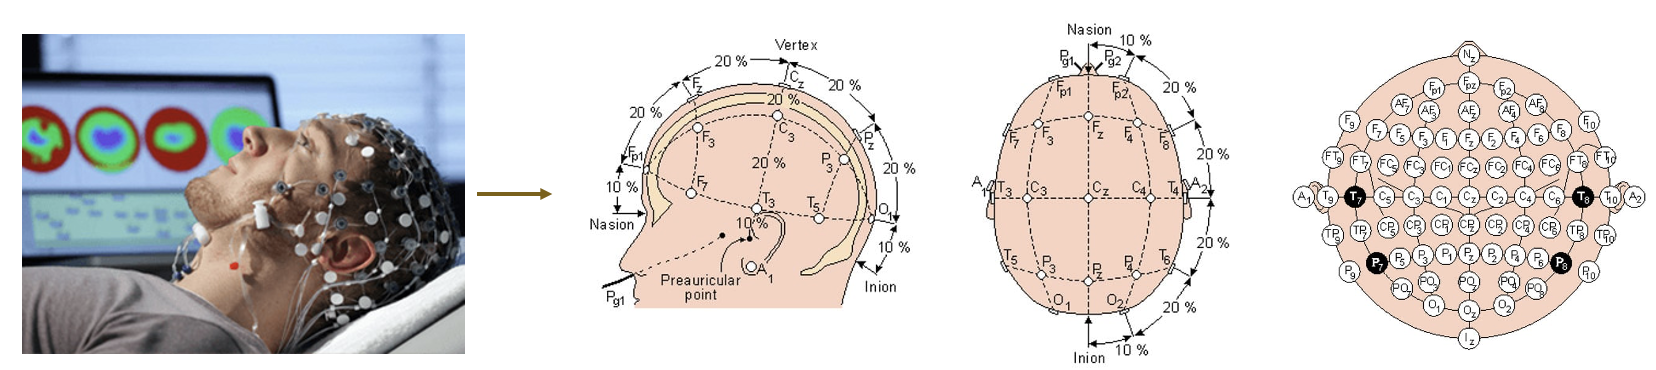 Vertex
20 %
20 %
Fz
Cz
20 %
20 %
F3
C3
Pz
P3
20 %
20 %
Fp1
10 %
F7
T3
T5
O1
10 %
10 %
Nasion
A1
Preauricular
point
Inion
Pg1
Nasion
10 %
Pg1
Pg2
Fp1
Fp2
20 %
F7
F3
Fz
F4
F8
20 %
A1
T3
C3
Cz
C4
T4
A2
20 %
T5
P3
Pz
P4
T6
20 %
O1
O2
10 %
Inion
Nz
Fp1 Fpz Fp2
AF7 AF3 AFz AF4 AF8
F9 F7 F5 F3 F1 Fz F2 F4 F6 F8 F10
FT9 FT7 FC5 FC3 FC1 FCz FC2 FC4 FC6 FT8 FT10
A1 T9 T7 C5 C3 C1 Cz C2 C4 C6 T8 T10 A2
TP9 TP7 CP5 CP3 CP1 CPz CP2 CP4 CP6 TP8 TP10
P9 P7 P5 P3 P1 Pz P2 P4 P6 P8 P10
PO7 PO3 POz PO4 PO8
O1 Oz O2
Iz